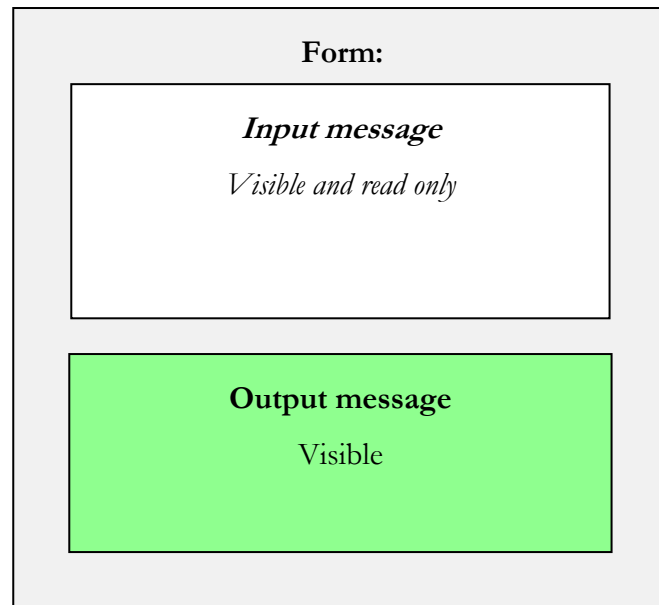 Form:
Input message
Visible and read only
Output message
Visible